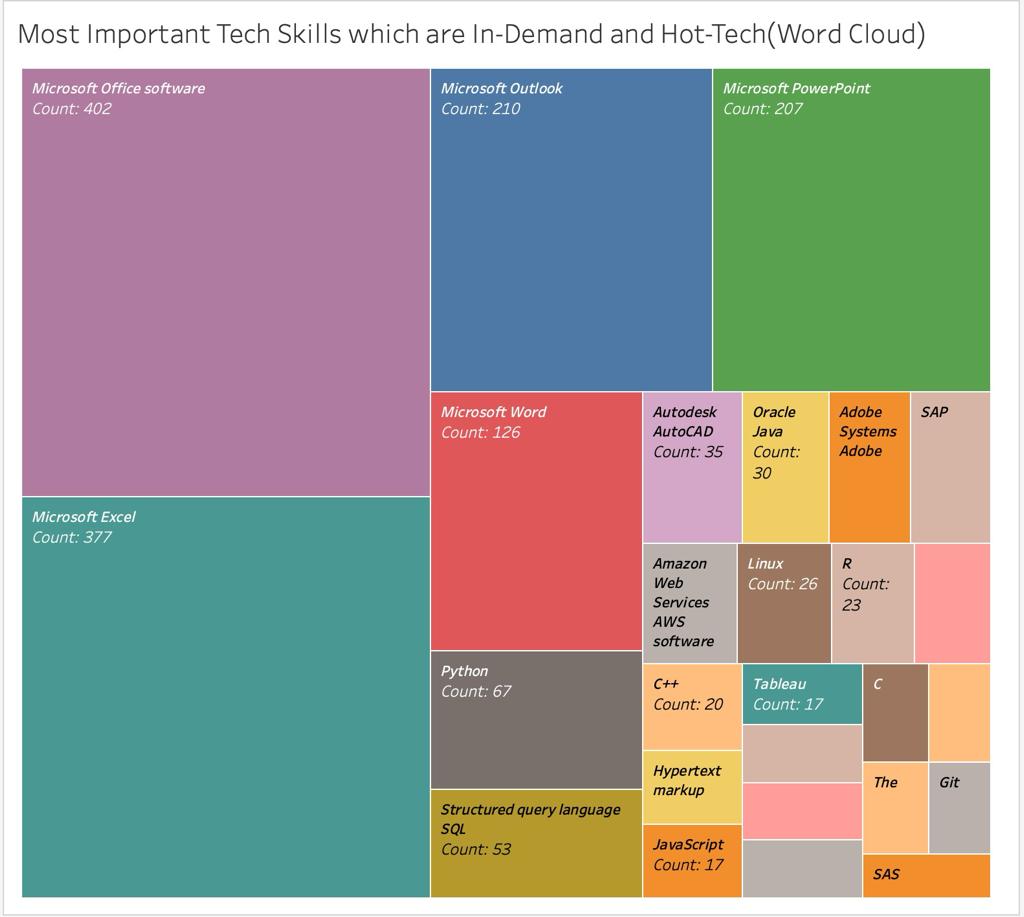 Most Important Tech Skills which are In-Demand and Hot-Tech(Word Cloud)
Microsoft Office software
Count: 402
Microsoft Outlook
Count: 210
Microsoft PowerPoint
Count: 207
Microsoft Excel
Count: 377
Microsoft Word
Count: 126
Python
Count: 67
Structured query language
SQL
Count: 53
Autodesk
AutoCAD
Count: 35
Oracle
Java
Count:
30
Adobe
Systems
Adobe
SAP
Amazon
Web
Services
AWS
software
Linux
Count: 26
R
Count:
23
C++
Count: 20
Hypertext
markup
JavaScript
Count: 17
Tableau
Count: 17
C
The
Git
SAS